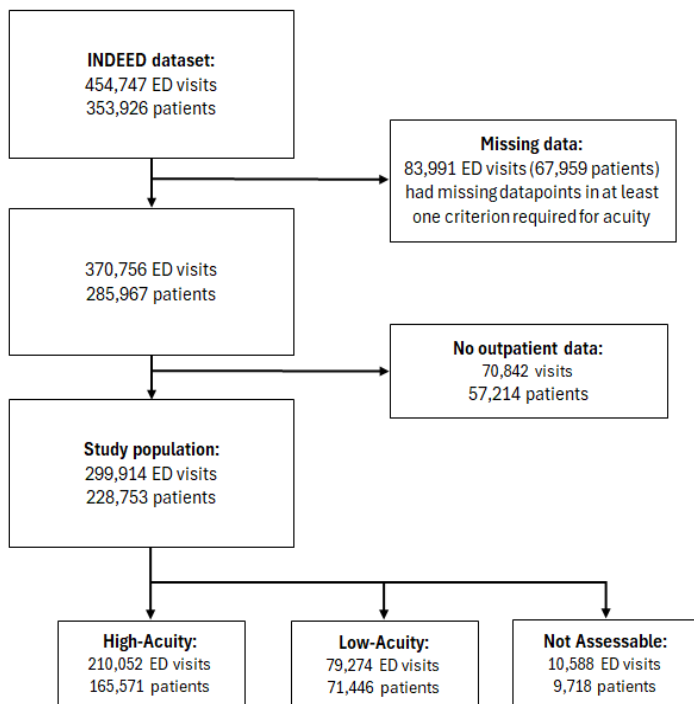 INDEED dataset:
454,747 ED visits
353,926 patients
Missing data:
83,991 ED visits (67,959 patients)
had missing datapoints in at least
one criterion required for acuity
370,756 ED visits
285,967 patients
No outpatient data:
70,842 visits
57,214 patients
Study population:
299,914 ED visits
228,753 patients
High-Acuity:
210,052 ED visits
165,571 patients
Low-Acuity:
79,274 ED visits
71,446 patients
Not Assessable:
10,588 ED visits
9,718 patients